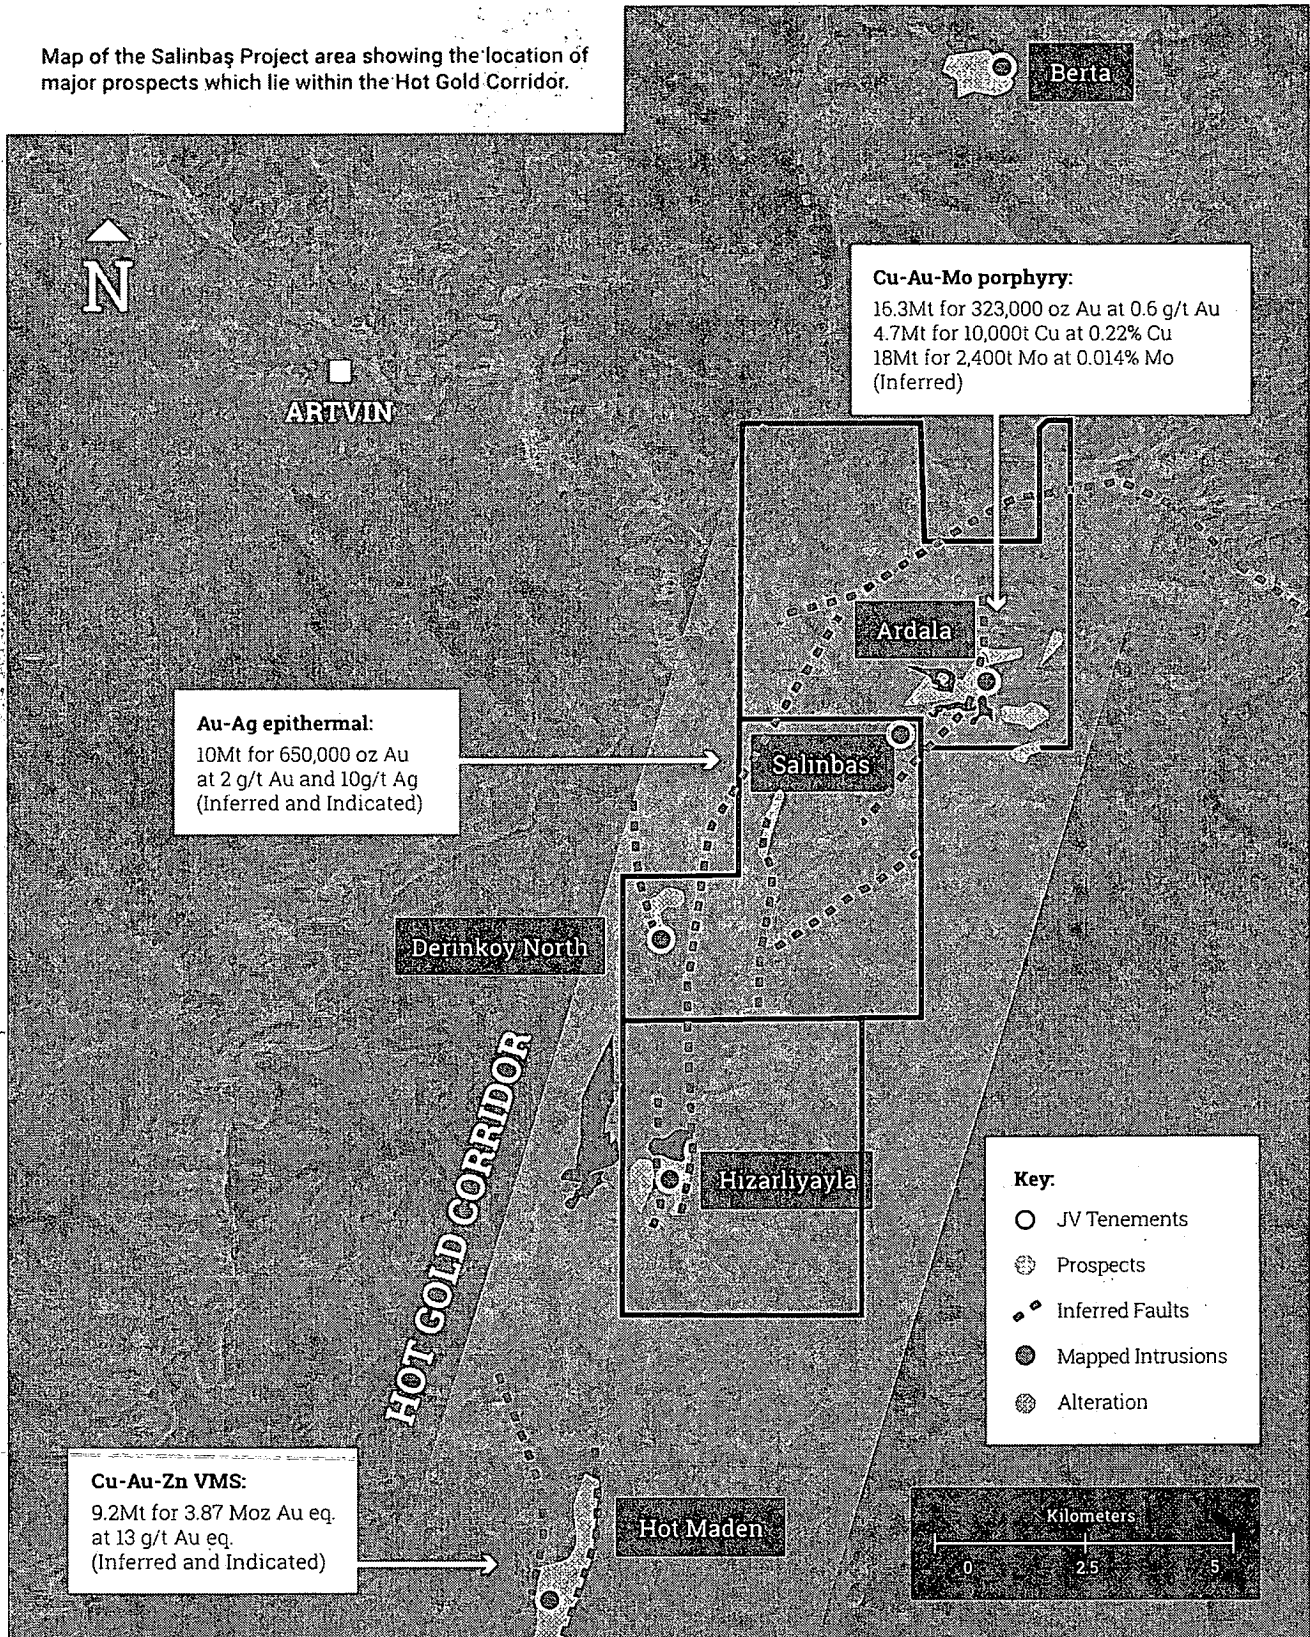 Map of the Salinbaş Project area showing the location of
major prospects which lie within the Hot Gold Corridor.
Berta
N
Cu-Au-Mo porphyry:
16.3Mt for 323,000 oz Au at 0.6 g/t Au
4.7Mt for 10,000t Cu at 0.22% Cu
18Mt for 2,400t Mo at 0.014% Mo
(Inferred)
ARTVIN
Ardala
Au-Ag epithermal:
10Mt for 650,000 oz Au
at 2 g/t Au and 10g/t Ag
(Inferred and Indicated)
Salinbas
Derinkoy North
HOT GOLD CORRIDOR
Hizarliyayla
Key:
JV Tenements
Prospects
Inferred Faults
Mapped Intrusions
Alteration
Cu-Au-Zn VMS:
9.2Mt for 3.87 Moz Au eq.
at 13 g/t Au eq.
(Inferred and Indicated)
Hot Maden
Kilometers
0 2.5 5